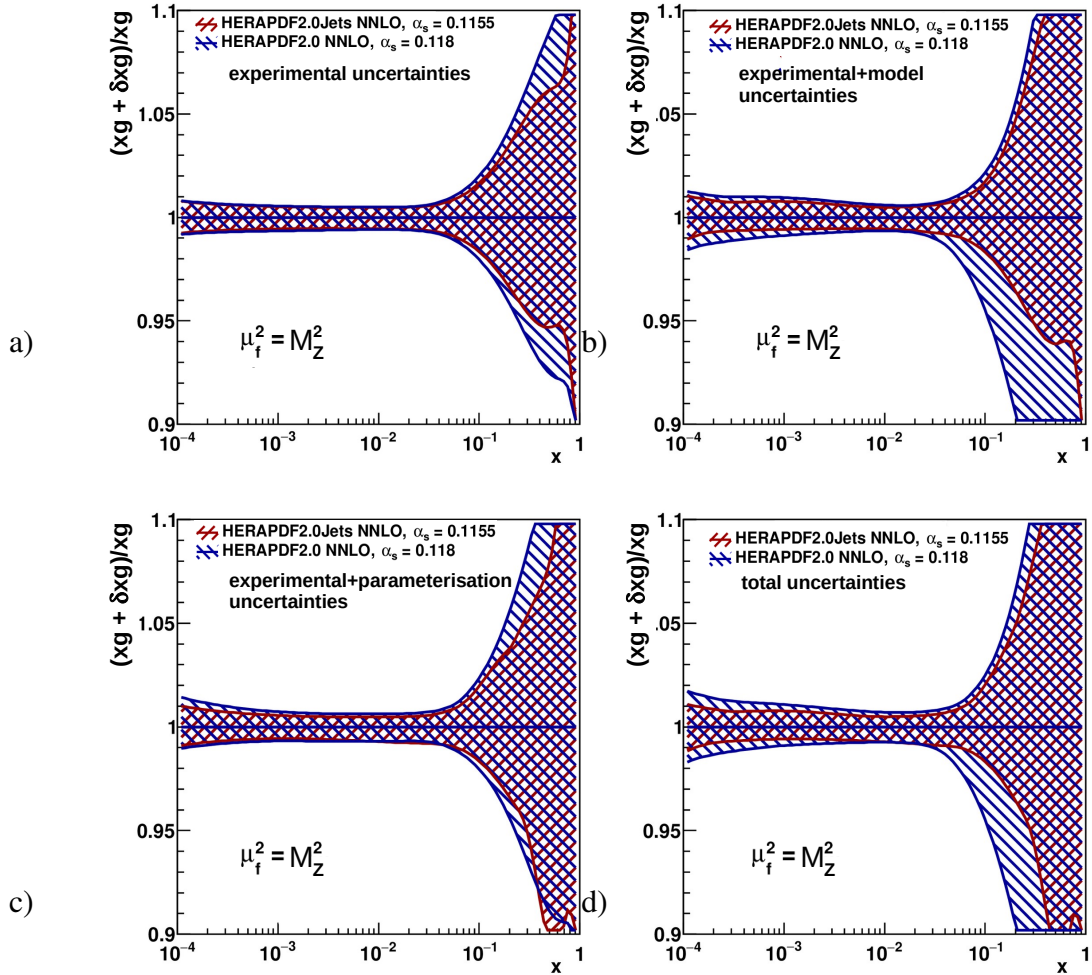 (xg + δxg)/xg
1.1
1.05
1
0.95
0.9
HERAPDF2.0Jets NNLO, αs = 0.1155
HERAPDF2.0 NNLO, αs = 0.118
experimental uncertainties
μf² = MZ²
10⁻⁴ 10⁻³ 10⁻² 10⁻¹ 1
x
a)
(xg + δxg)/xg
1.1
.05
1
0.95
0.9
HERAPDF2.0Jets NNLO, αs = 0.1155
HERAPDF2.0 NNLO, αs = 0.118
experimental+model
uncertainties
μf² = MZ²
10⁻⁴ 10⁻³ 10⁻² 10⁻¹ 1
x
b)
(xg + δxg)/xg
1.1
1.05
1
0.95
0.9
HERAPDF2.0Jets NNLO, αs = 0.1155
HERAPDF2.0 NNLO, αs = 0.118
experimental+parameterisation
uncertainties
μf² = MZ²
10⁻⁴ 10⁻³ 10⁻² 10⁻¹ 1
x
c)
(xg + δxg)/xg
1.1
.05
1
0.95
0.9
HERAPDF2.0Jets NNLO, αs = 0.1155
HERAPDF2.0 NNLO, αs = 0.118
total uncertainties
μf² = MZ²
10⁻⁴ 10⁻³ 10⁻² 10⁻¹ 1
x
d)